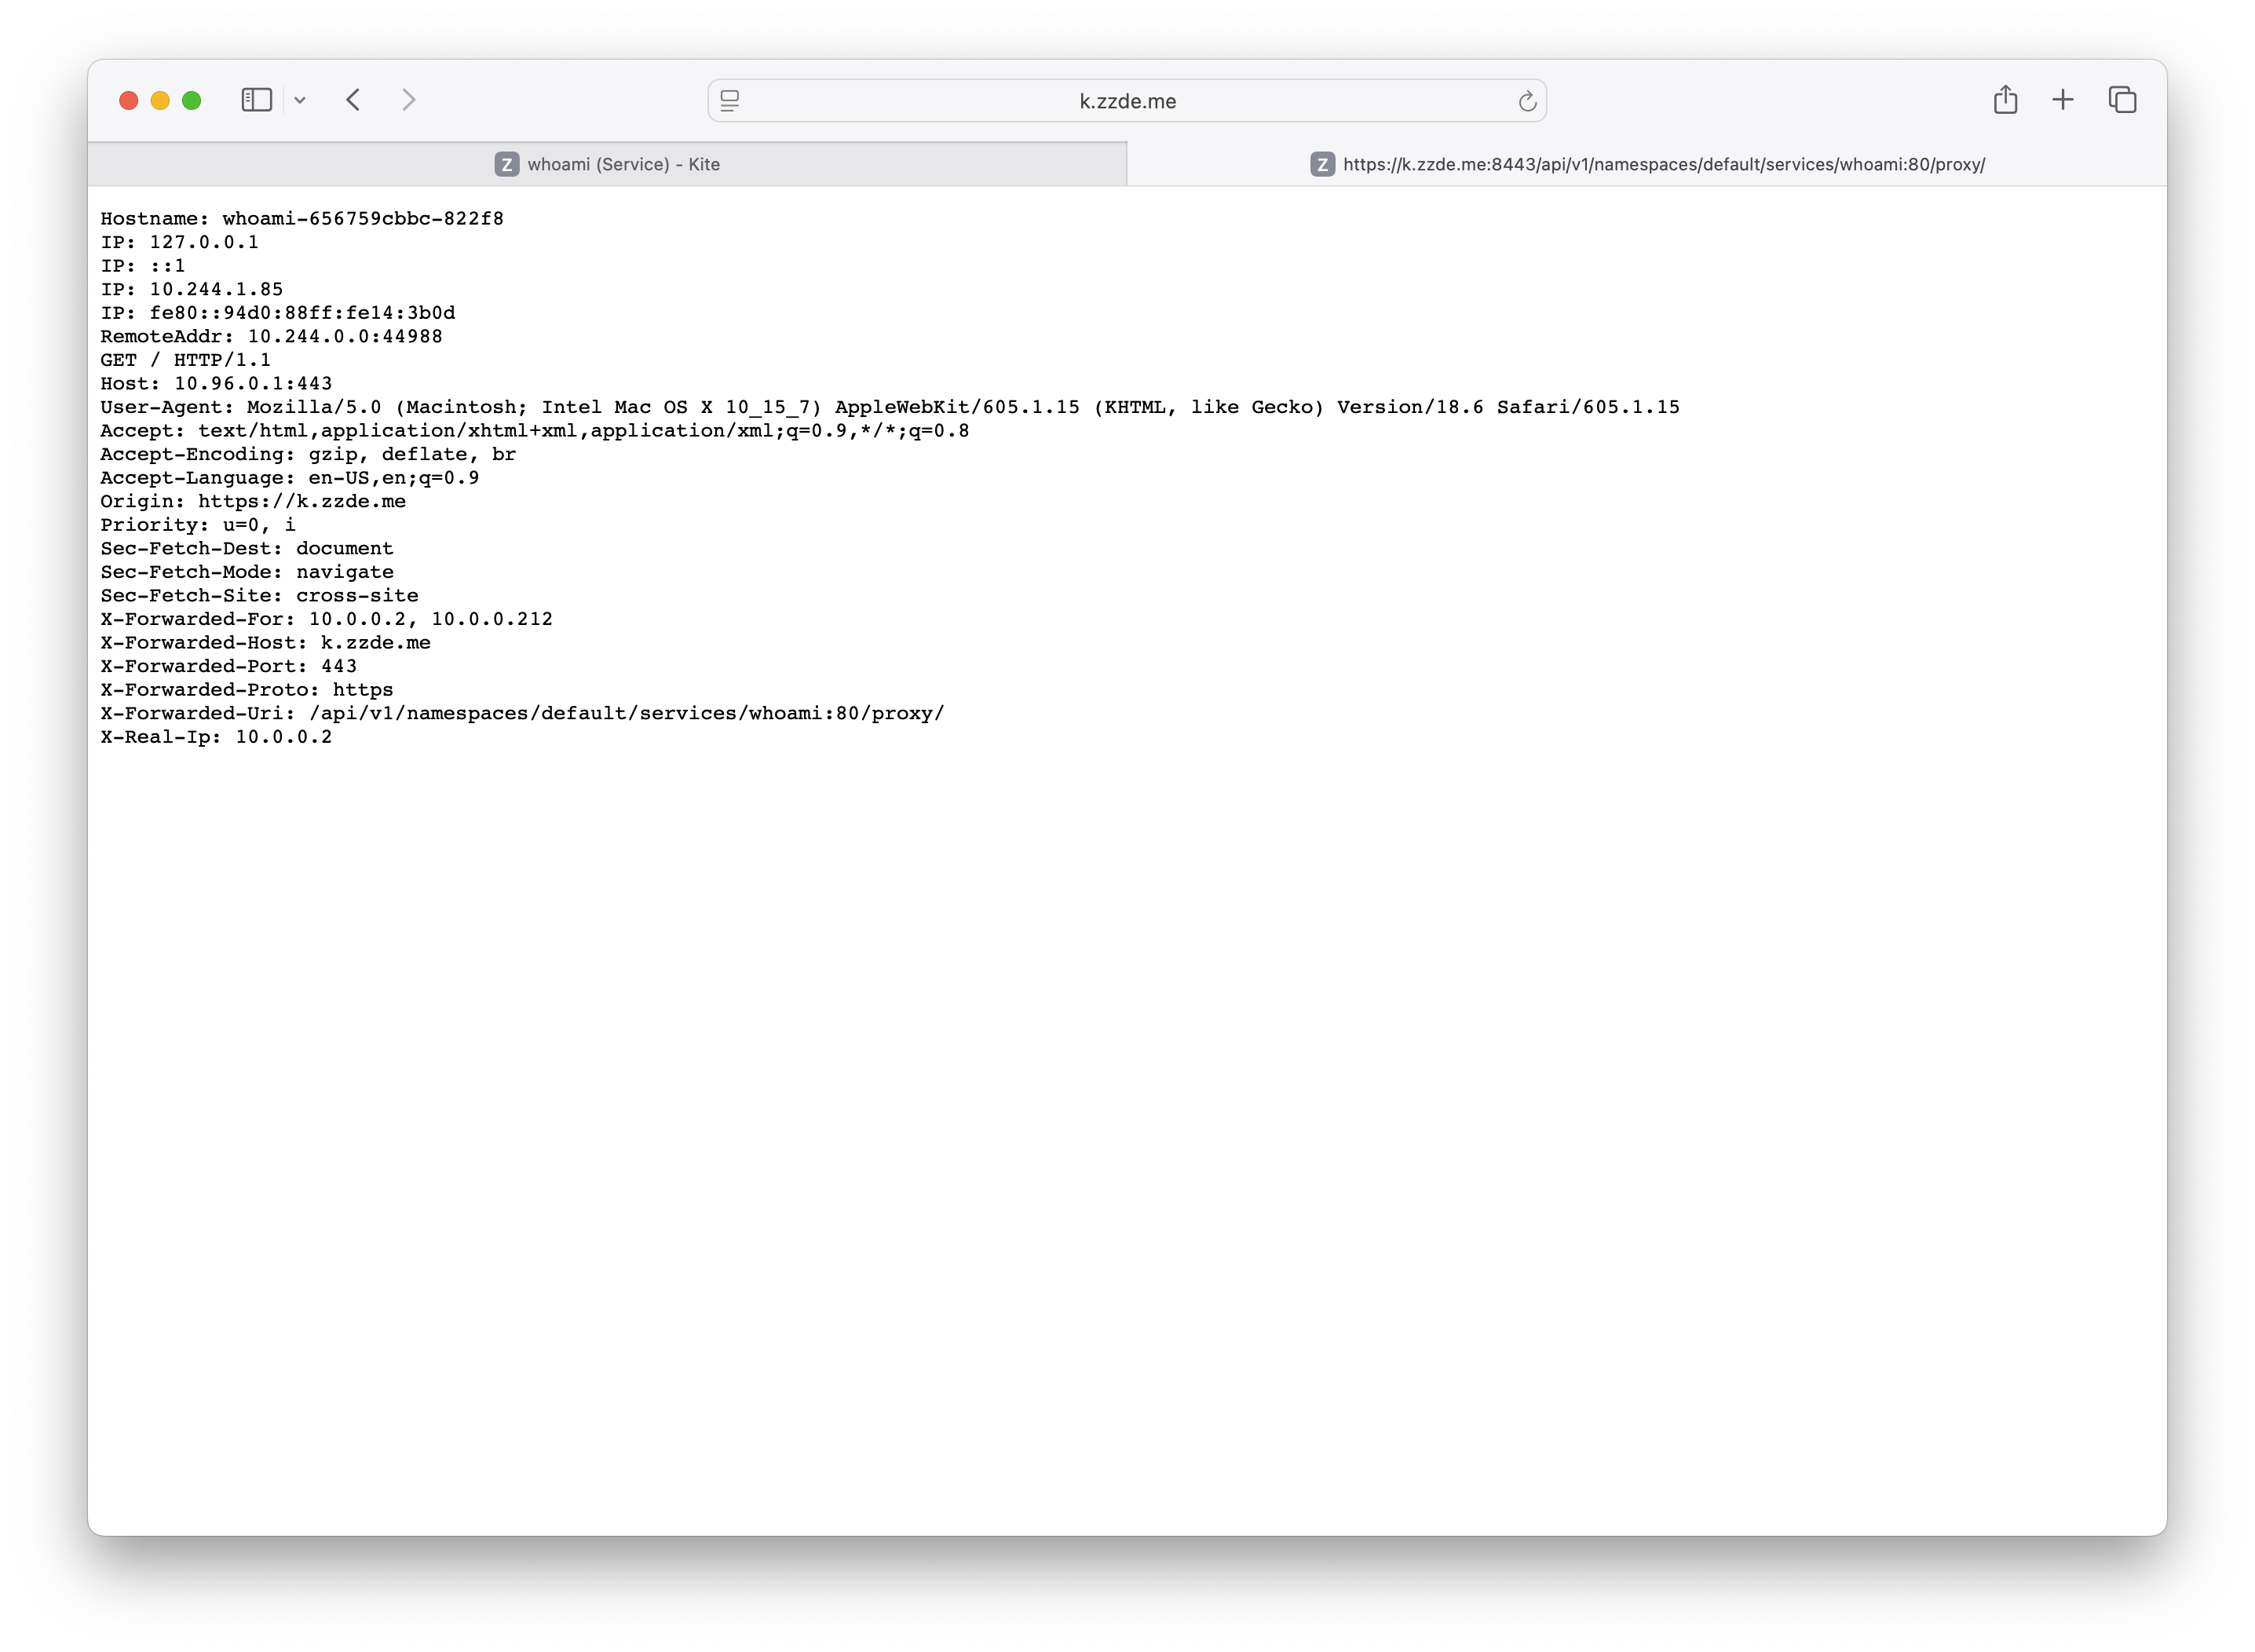 k.zzde.me
Z whoami (Service) - Kite
Z https://k.zzde.me:8443/api/v1/namespaces/default/services/whoami:80/proxy/
Hostname: whoami-656759cbbc-822f8
IP: 127.0.0.1
IP: ::1
IP: 10.244.1.85
IP: fe80::94d0:88ff:fe14:3b0d
RemoteAddr: 10.244.0.0:44988
GET / HTTP/1.1
Host: 10.96.0.1:443
User-Agent: Mozilla/5.0 (Macintosh; Intel Mac OS X 10_15_7) AppleWebKit/605.1.15 (KHTML, like Gecko) Version/18.6 Safari/605.1.15
Accept: text/html,application/xhtml+xml,application/xml;q=0.9,*/*;q=0.8
Accept-Encoding: gzip, deflate, br
Accept-Language: en-US,en;q=0.9
Origin: https://k.zzde.me
Priority: u=0, i
Sec-Fetch-Dest: document
Sec-Fetch-Mode: navigate
Sec-Fetch-Site: cross-site
X-Forwarded-For: 10.0.0.2, 10.0.0.212
X-Forwarded-Host: k.zzde.me
X-Forwarded-Port: 443
X-Forwarded-Proto: https
X-Forwarded-Uri: /api/v1/namespaces/default/services/whoami:80/proxy/
X-Real-Ip: 10.0.0.2